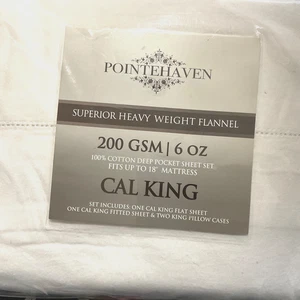 POINTEHAVEN
SUPERIOR HEAVY WEIGHT FLANNEL
200 GSM | 6 OZ
100% COTTON DEEP POCKET SHEET SET.
FITS UP TO 18" MATTRESS
CAL KING
SET INCLUDES: ONE CAL KING FLAT SHEET
ONE CAL KING FITTED SHEET & TWO KING PILLOW CASES